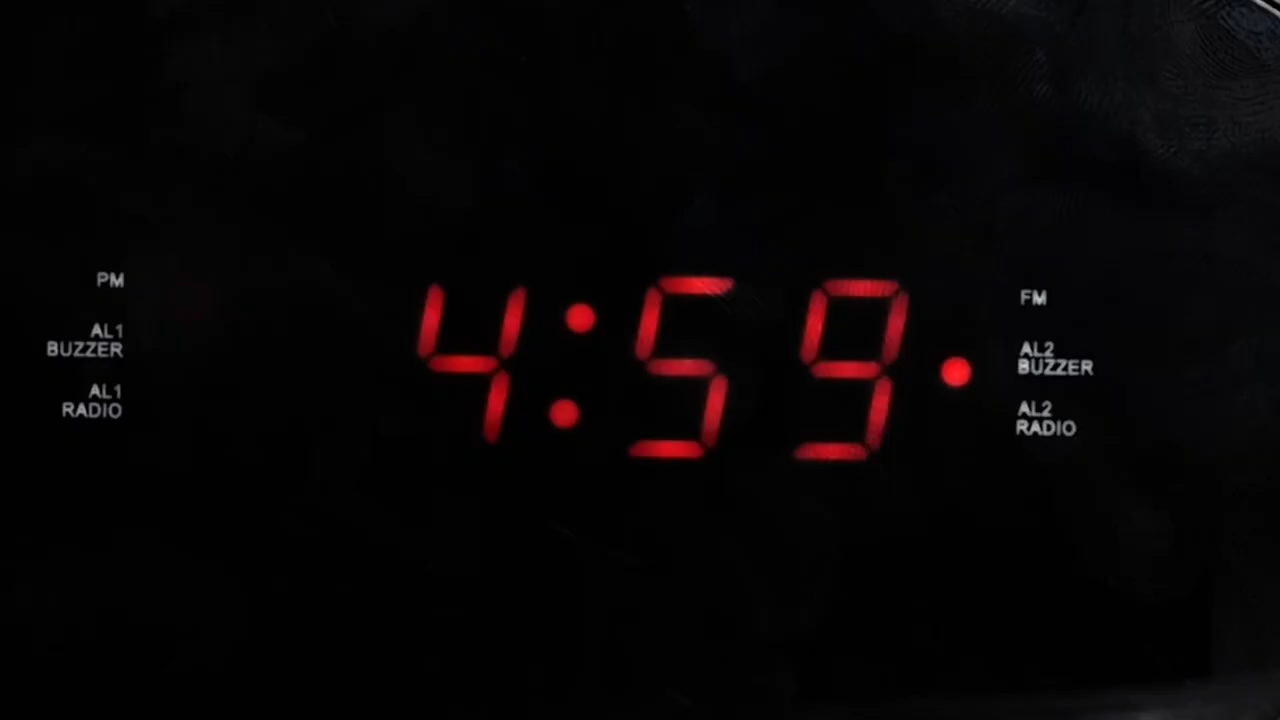 PM
AL1
BUZZER
AL1
RADIO
4:59
FM
AL2
BUZZER
AL2
RADIO